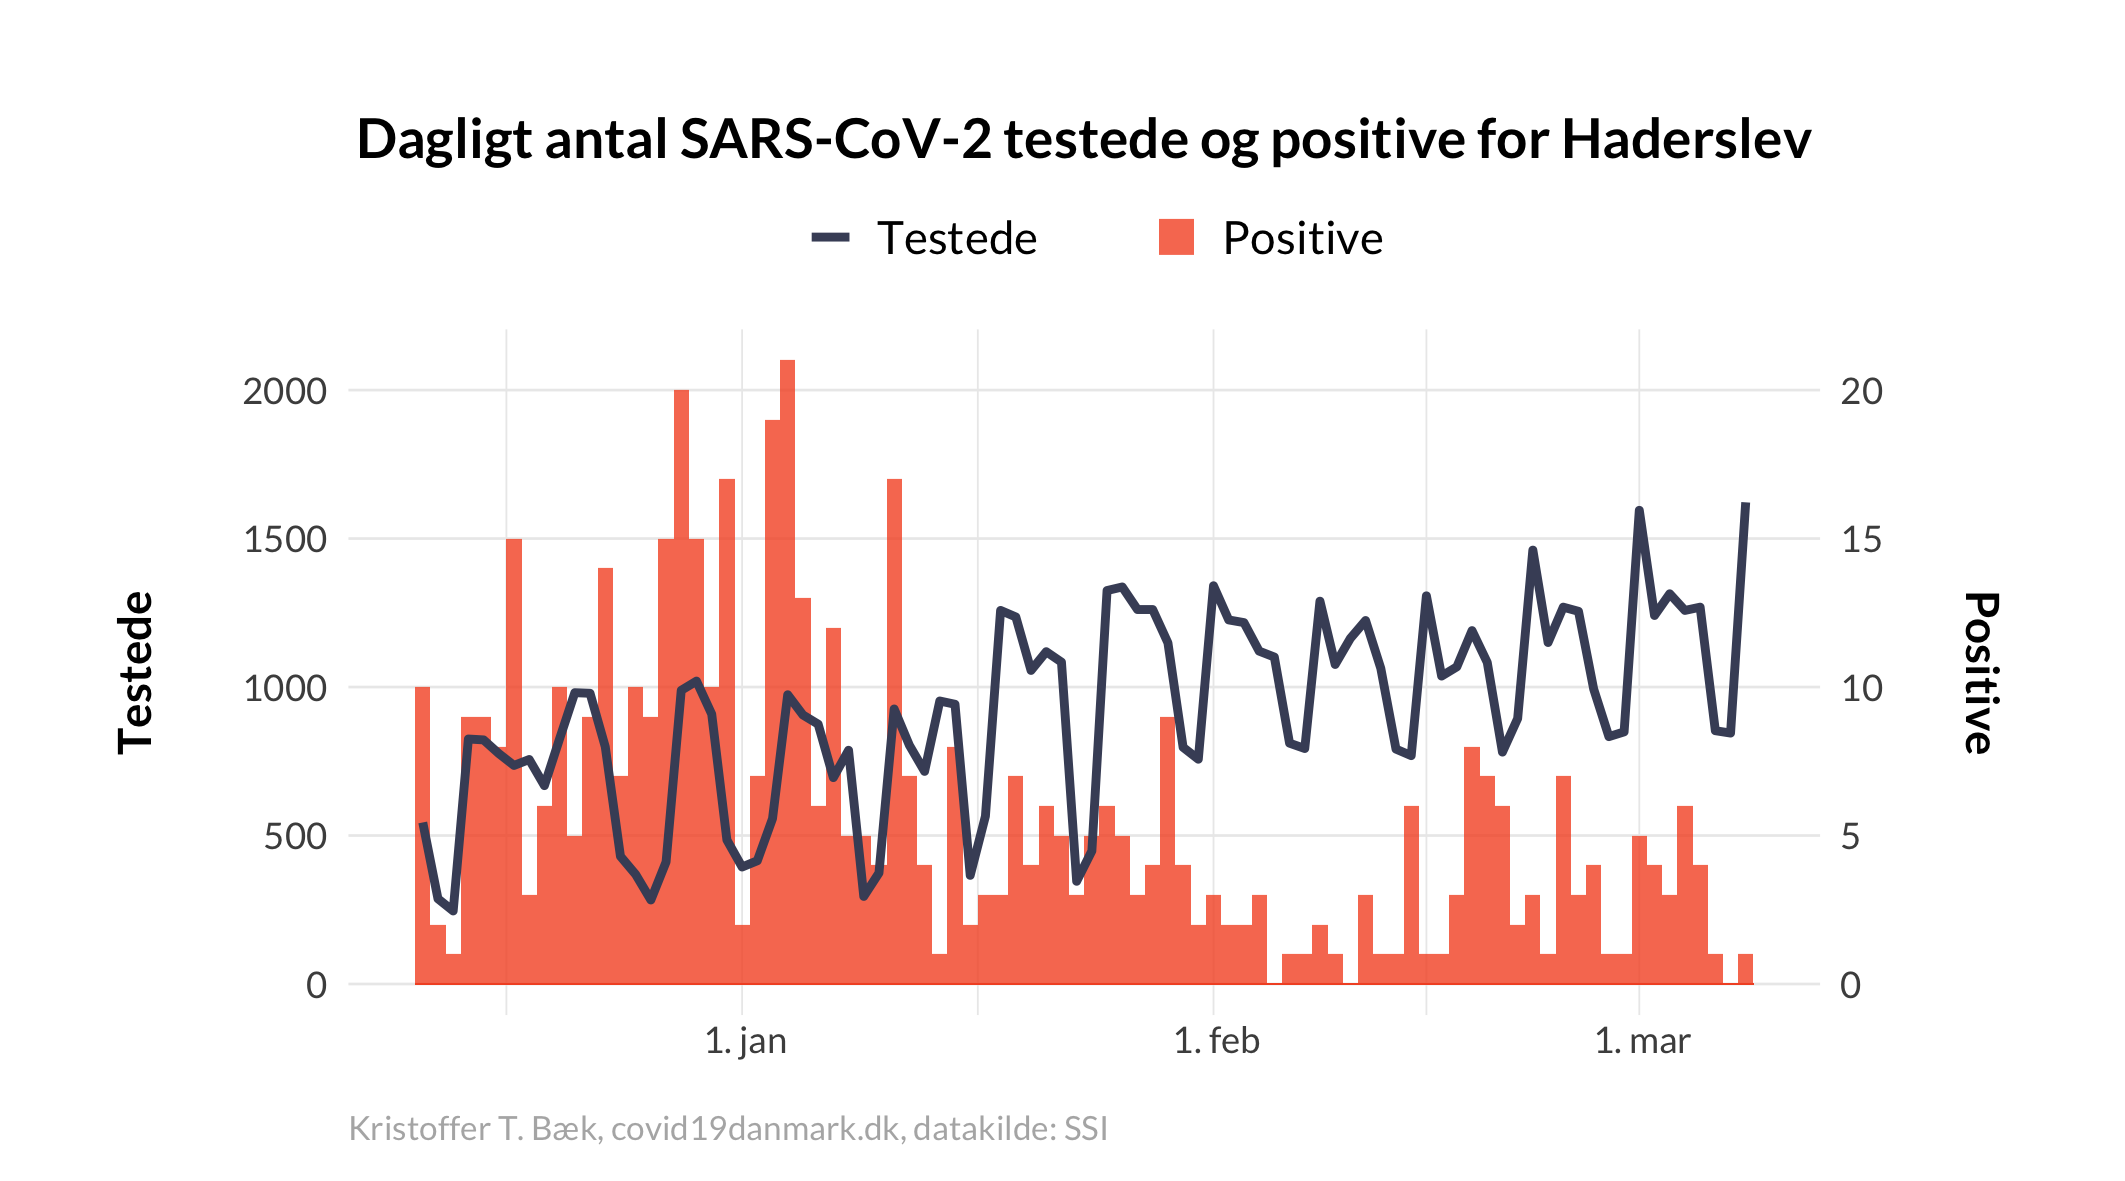 Dagligt antal SARS-CoV-2 testede og positive for Haderslev
Testede Positive
2000 20
1500 15
1000 10
500 5
0 0
Testede
Positive
1. jan 1. feb 1. mar
Kristoffer T. Bæk, covid19danmark.dk, datakilde: SSI